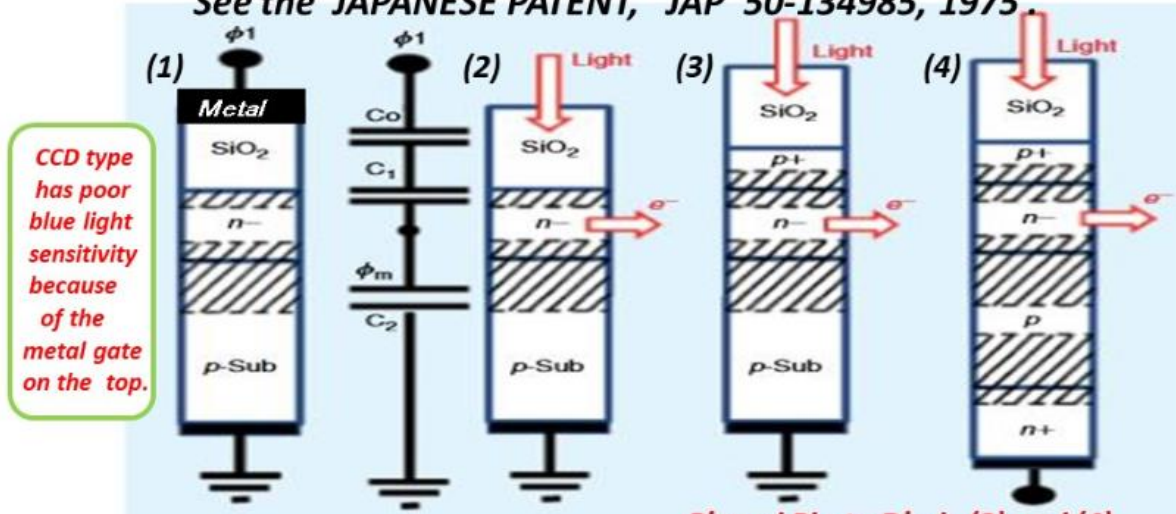 See the JAPANESE PATENT, JAP 50-134985, 1975 .
CCD type
has poor
blue light
sensitivity
because
of the
metal gate
on the top.
(1)
ϕ1
Metal
SiO₂
n−
p-Sub
ϕ1
Co
C₁
ϕm
C₂
(2)
Light
SiO₂
n−
e⁻
p-Sub
(3)
Light
SiO₂
p+
n−
e⁻
p-Sub
(4)
Light
SiO₂
p+
n−
e⁻
p
n+